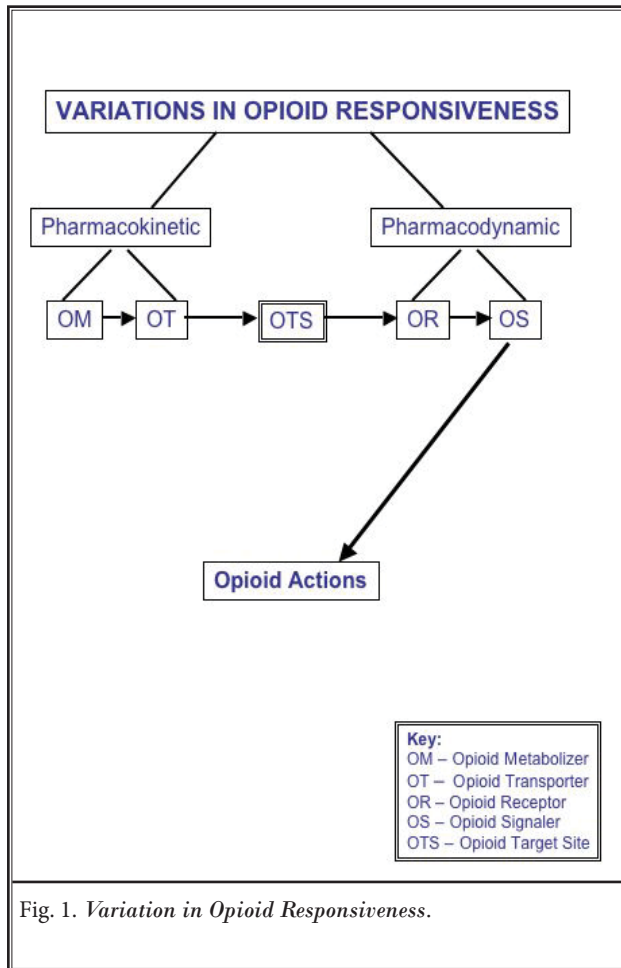 VARIATIONS IN OPIOID RESPONSIVENESS
Pharmacokinetic Pharmacodynamic
OM OT OTS OR OS
Opioid Actions
Key:
OM – Opioid Metabolizer
OT – Opioid Transporter
OR – Opioid Receptor
OS – Opioid Signaler
OTS – Opioid Target Site
Fig. 1. Variation in Opioid Responsiveness.